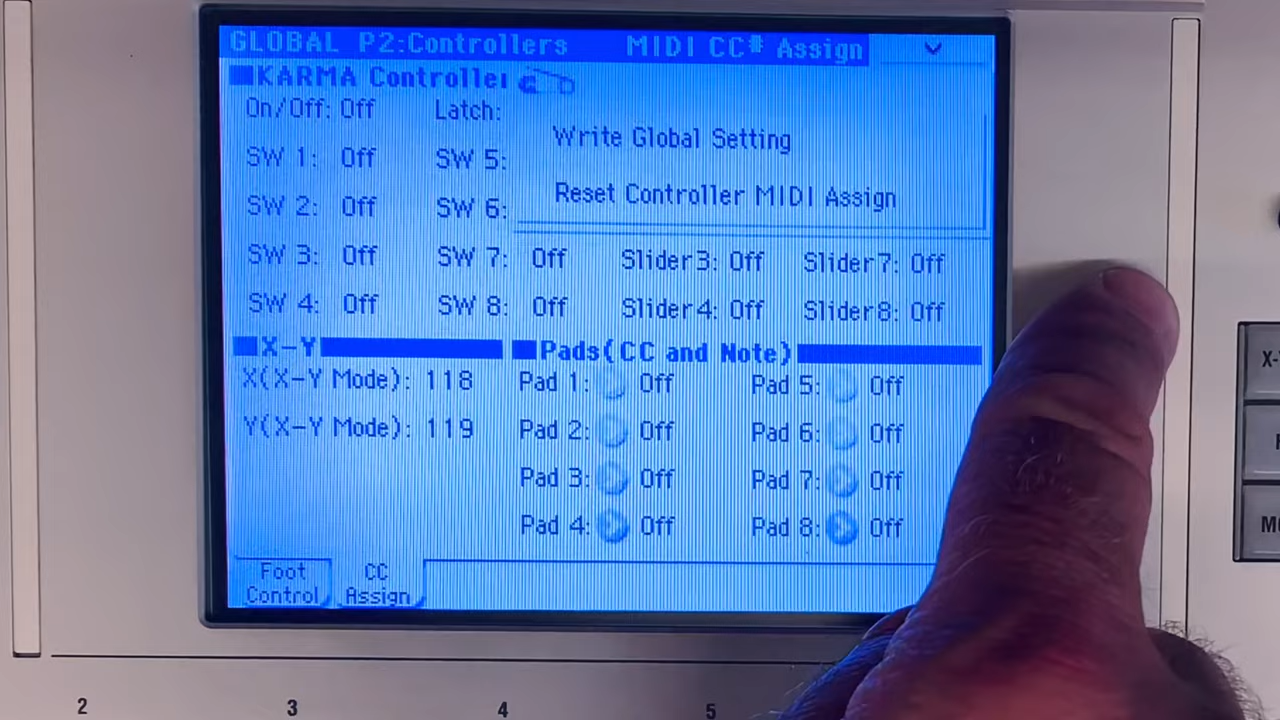 GLOBAL P2:Controllers MIDI CC# Assign
KARMA Controller
On/Off: Off Latch:
Write Global Setting
SW 1: Off SW 5:
Reset Controller MIDI Assign
SW 2: Off SW 6:
SW 3: Off SW 7: Off Slider3: Off Slider7: Off
SW 4: Off SW 8: Off Slider4: Off Slider8: Off
X-Y Pads(CC and Note)
X(X-Y Mode): 118 Pad 1: Off Pad 5: Off
Y(X-Y Mode): 119 Pad 2: Off Pad 6: Off
Pad 3: Off Pad 7: Off
Pad 4: Off Pad 8: Off
Foot Control CC Assign
2 3 4 5